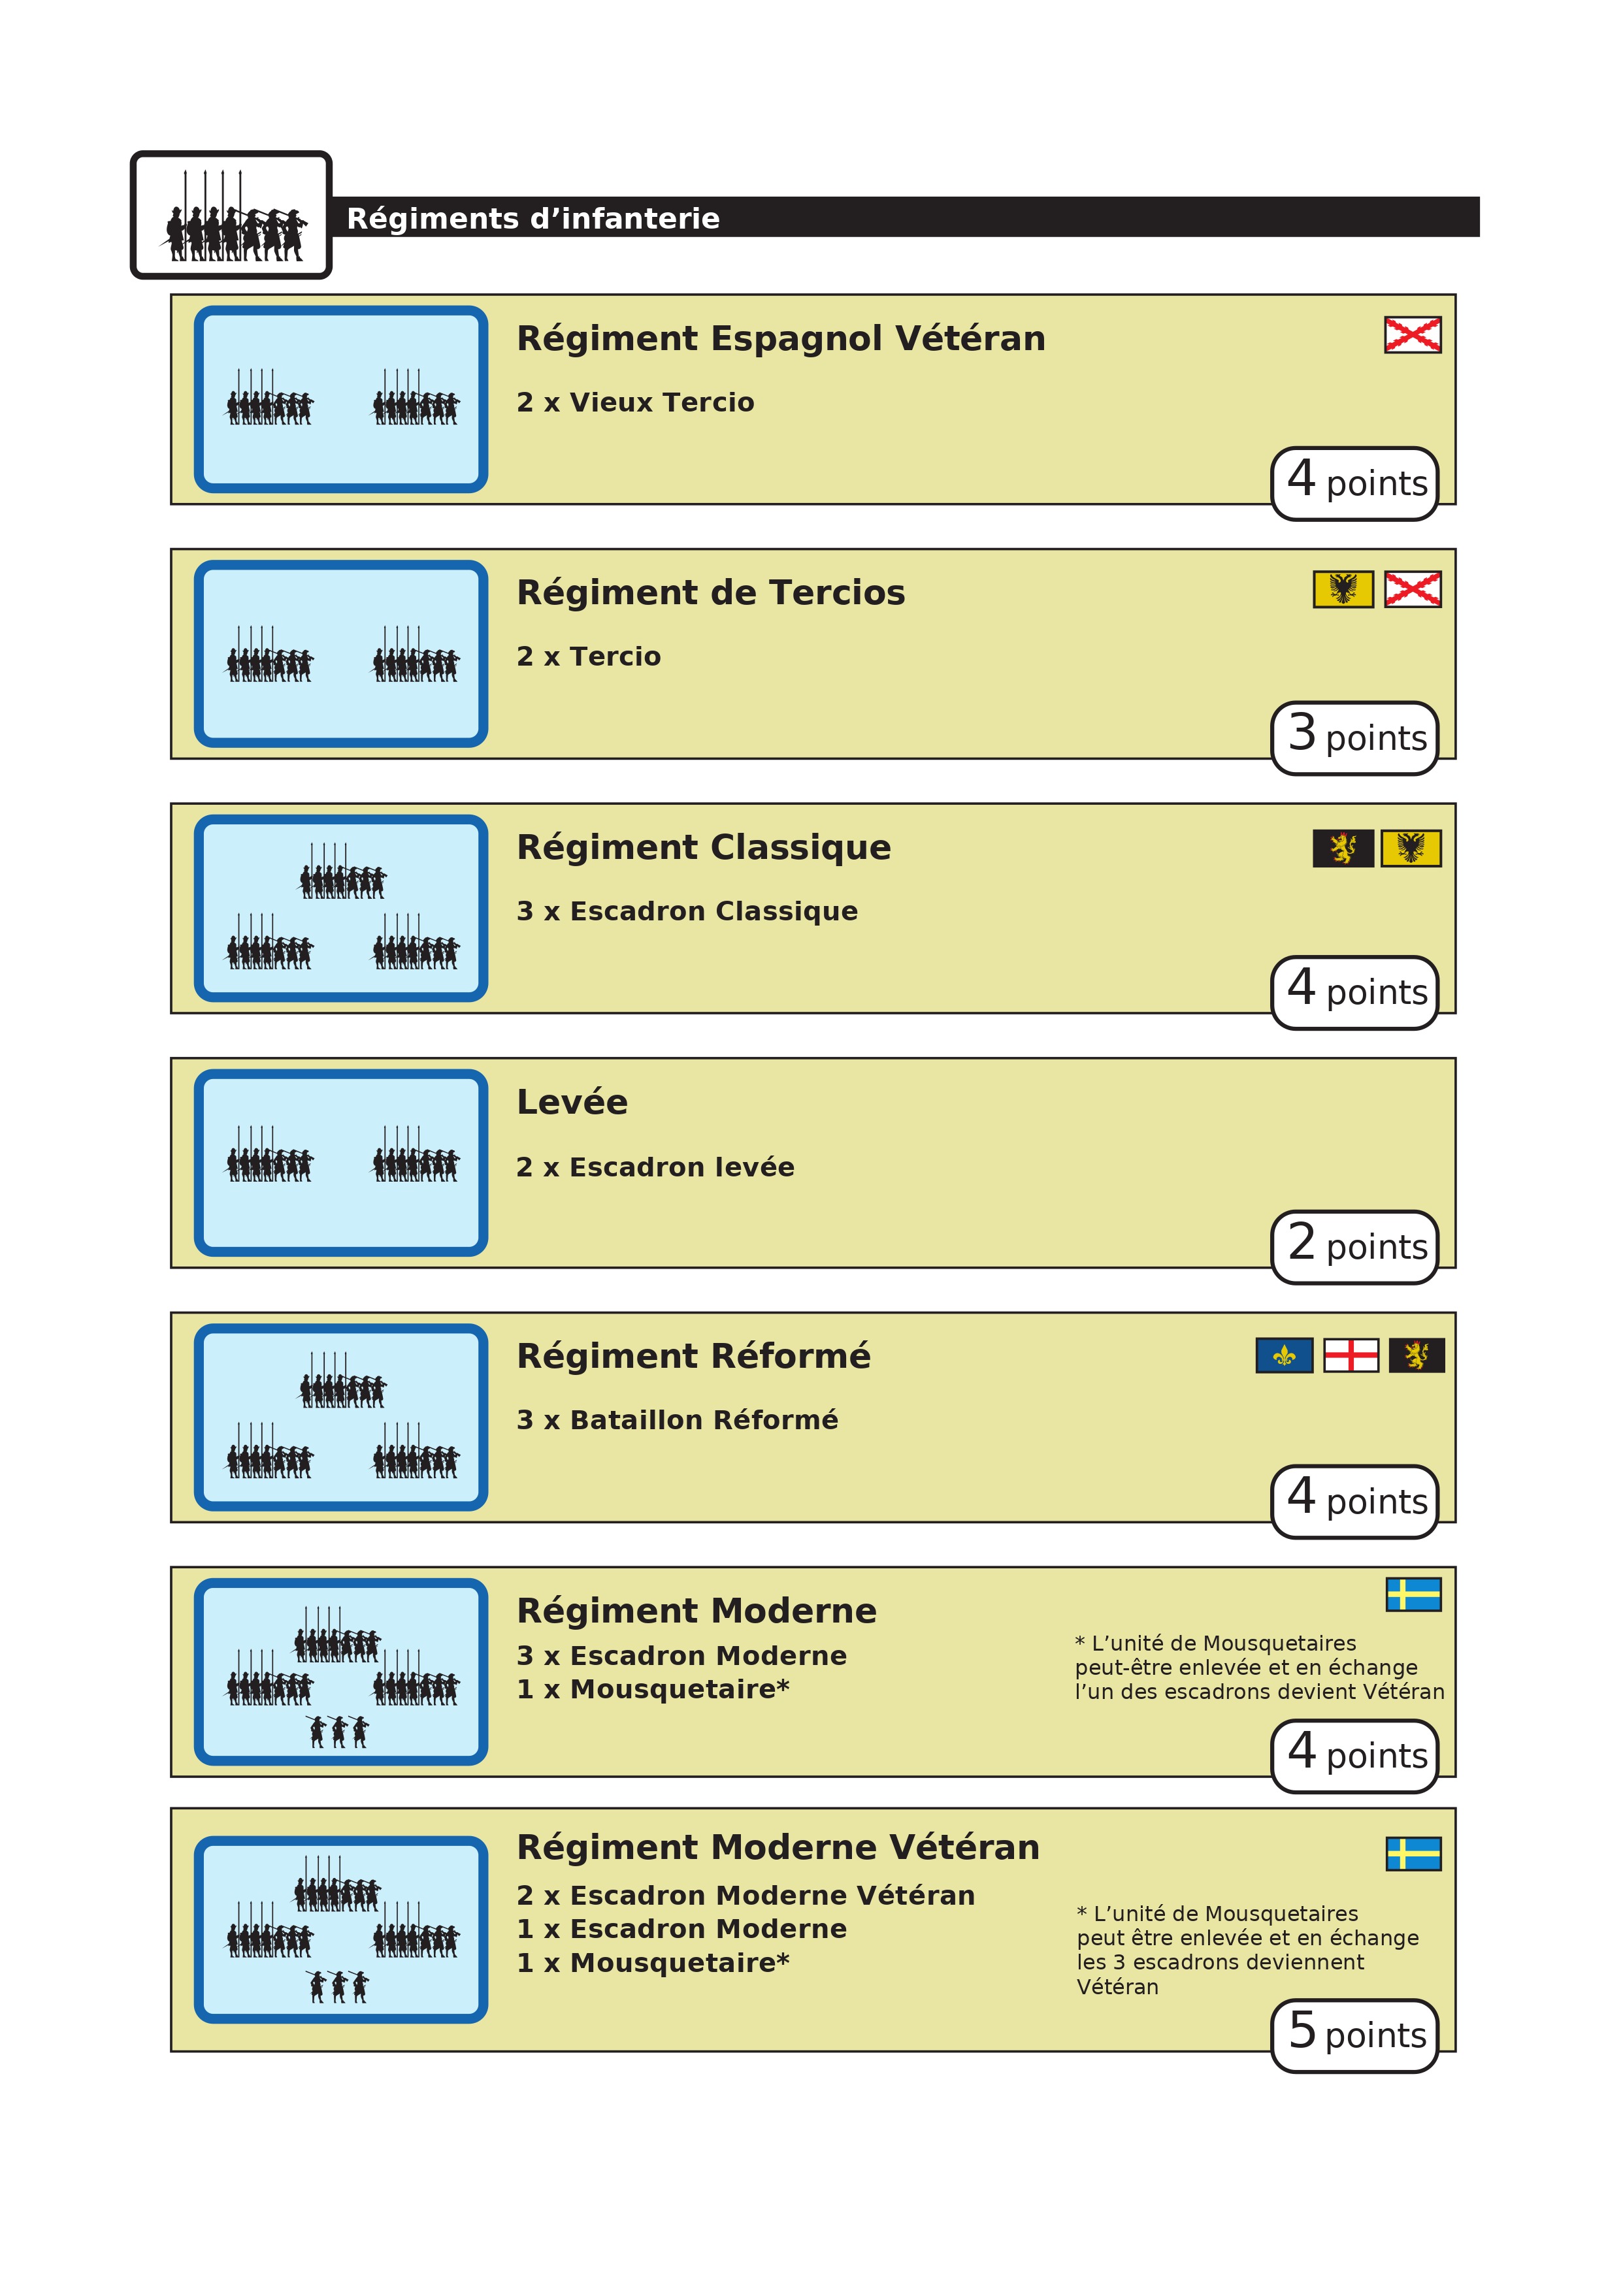 Régiments d’infanterie
Régiment Espagnol Vétéran
2 x Vieux Tercio
4 points
Régiment de Tercios
2 x Tercio
3 points
Régiment Classique
3 x Escadron Classique
4 points
Levée
2 x Escadron levée
2 points
Régiment Réformé
3 x Bataillon Réformé
4 points
Régiment Moderne
3 x Escadron Moderne
1 x Mousquetaire*
* L’unité de Mousquetaires
peut-être enlevée et en échange
l’un des escadrons devient Vétéran
4 points
Régiment Moderne Vétéran
2 x Escadron Moderne Vétéran
1 x Escadron Moderne
1 x Mousquetaire*
* L’unité de Mousquetaires
peut être enlevée et en échange
les 3 escadrons deviennent
Vétéran
5 points